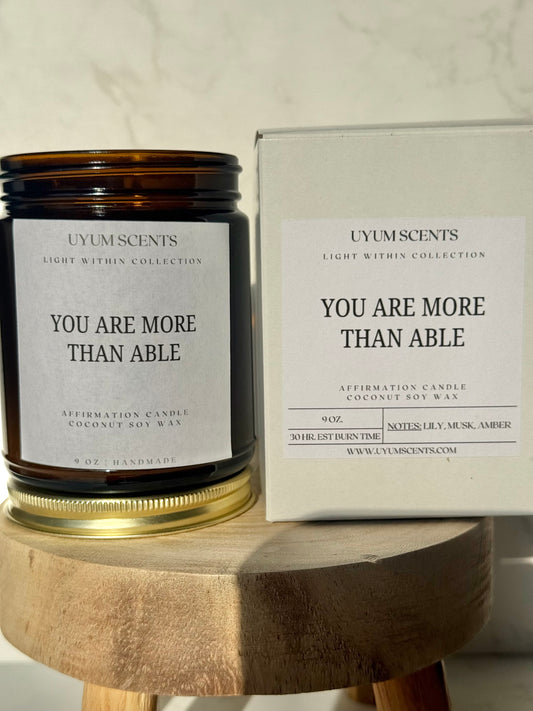 UYUM SCENTS
LIGHT WITHIN COLLECTION
YOU ARE MORE
THAN ABLE
AFFIRMATION CANDLE
COCONUT SOY WAX
9 OZ | HANDMADE
UYUM SCENTS
LIGHT WITHIN COLLECTION
YOU ARE MORE
THAN ABLE
AFFIRMATION CANDLE
COCONUT SOY WAX
9 OZ.
30 HR. EST BURN TIME
NOTES: LILY, MUSK, AMBER
WWW.UYUMSCENTS.COM